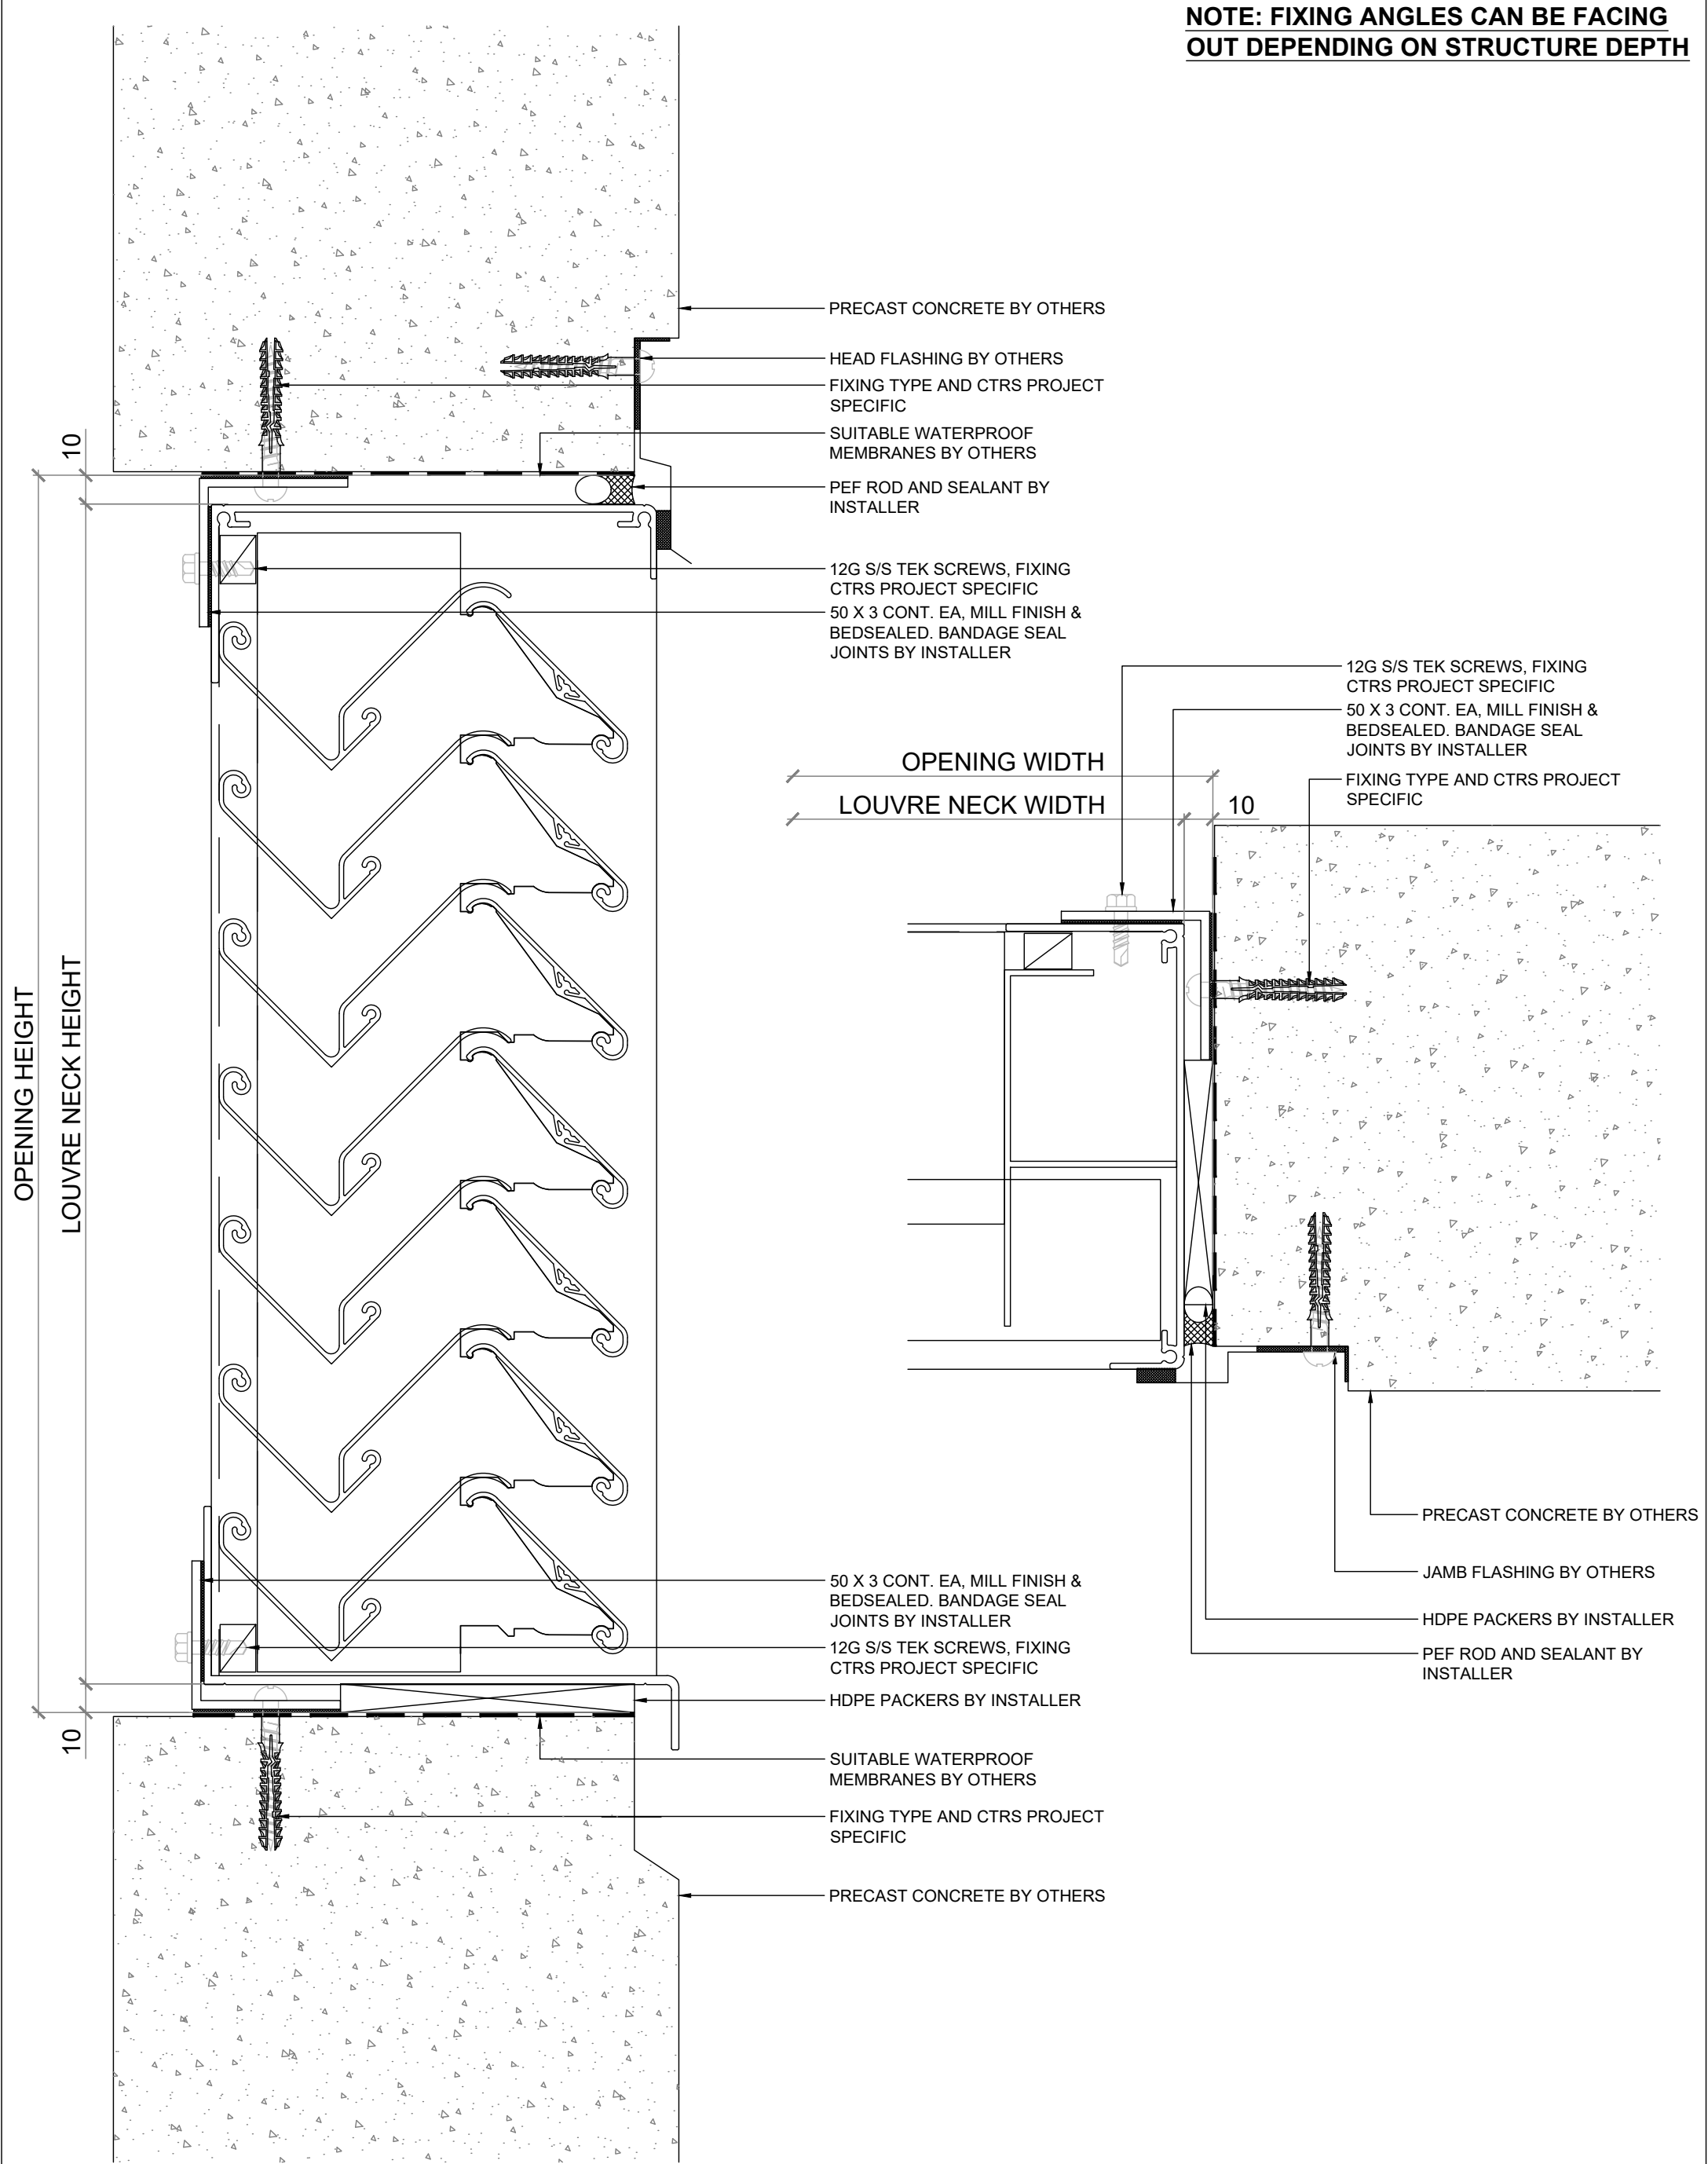 NOTE: FIXING ANGLES CAN BE FACING
OUT DEPENDING ON STRUCTURE DEPTH
PRECAST CONCRETE BY OTHERS
HEAD FLASHING BY OTHERS
FIXING TYPE AND CTRS PROJECT
SPECIFIC
SUITABLE WATERPROOF
MEMBRANES BY OTHERS
PEF ROD AND SEALANT BY
INSTALLER
12G S/S TEK SCREWS, FIXING
CTRS PROJECT SPECIFIC
50 X 3 CONT. EA, MILL FINISH &
BEDSEALED. BANDAGE SEAL
JOINTS BY INSTALLER
10
OPENING HEIGHT
LOUVRE NECK HEIGHT
10
50 X 3 CONT. EA, MILL FINISH &
BEDSEALED. BANDAGE SEAL
JOINTS BY INSTALLER
12G S/S TEK SCREWS, FIXING
CTRS PROJECT SPECIFIC
HDPE PACKERS BY INSTALLER
SUITABLE WATERPROOF
MEMBRANES BY OTHERS
FIXING TYPE AND CTRS PROJECT
SPECIFIC
PRECAST CONCRETE BY OTHERS
12G S/S TEK SCREWS, FIXING
CTRS PROJECT SPECIFIC
50 X 3 CONT. EA, MILL FINISH &
BEDSEALED. BANDAGE SEAL
JOINTS BY INSTALLER
FIXING TYPE AND CTRS PROJECT
SPECIFIC
OPENING WIDTH
LOUVRE NECK WIDTH
10
PRECAST CONCRETE BY OTHERS
JAMB FLASHING BY OTHERS
HDPE PACKERS BY INSTALLER
PEF ROD AND SEALANT BY
INSTALLER